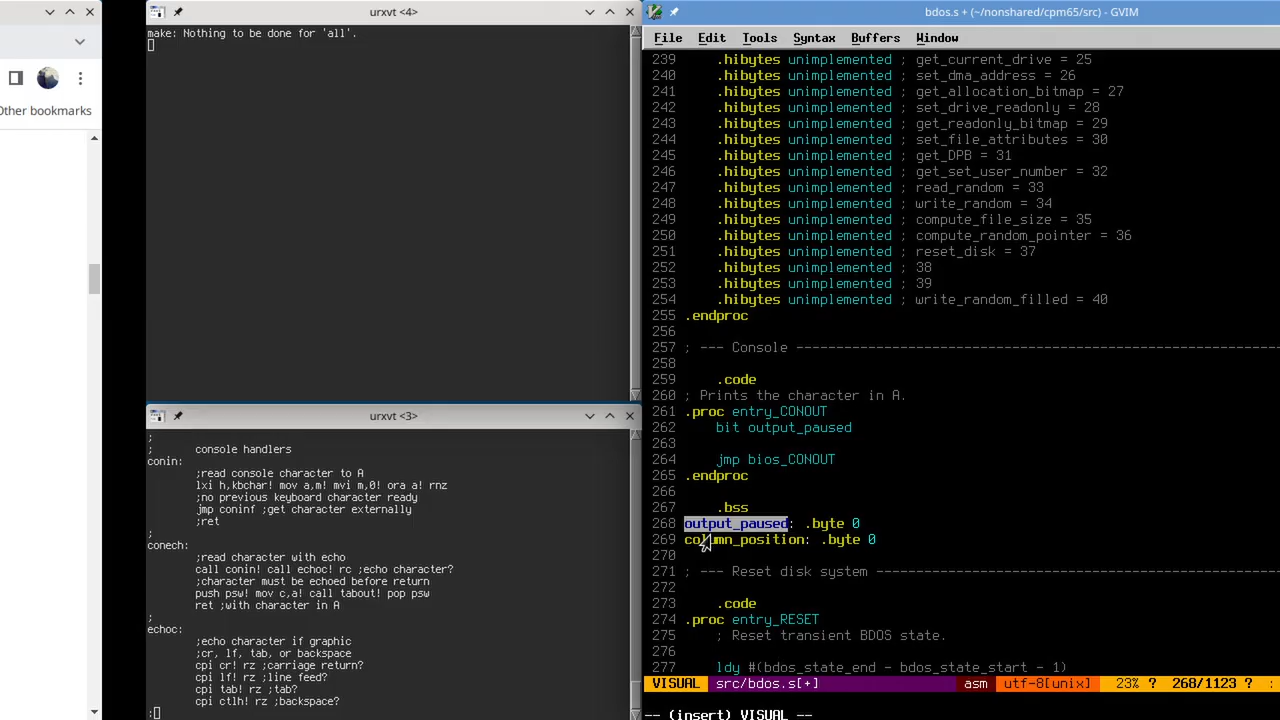 Other bookmarks
urxvt <4>
make: Nothing to be done for 'all'.
urxvt <3>
;
;       console handlers
conin:
        ;read console character to A
        lxi h,kbchar! mov a,m! mvi m,0! ora a! rnz
        ;no previous keyboard character ready
        jmp coninf ;get character externally
        ;ret
;
conech:
        ;read character with echo
        call conin! call echoc! rc ;echo character?
        ;character must be echoed before return
        push psw! mov c,a! call tabout! pop psw
        ret ;with character in A
;
echoc:
        ;echo character if graphic
        ;cr, lf, tab, or backspace
        cpi cr! rz ;carriage return?
        cpi lf! rz ;line feed?
        cpi tab! rz ;tab?
        cpi ctlh! rz ;backspace?
:
bdos.s + (~/nonshared/cpm65/src) - GVIM
File Edit Tools Syntax Buffers Window
239     .hibytes unimplemented ; get_current_drive = 25
240     .hibytes unimplemented ; set_dma_address = 26
241     .hibytes unimplemented ; get_allocation_bitmap = 27
242     .hibytes unimplemented ; set_drive_readonly = 28
243     .hibytes unimplemented ; get_readonly_bitmap = 29
244     .hibytes unimplemented ; set_file_attributes = 30
245     .hibytes unimplemented ; get_DPB = 31
246     .hibytes unimplemented ; get_set_user_number = 32
247     .hibytes unimplemented ; read_random = 33
248     .hibytes unimplemented ; write_random = 34
249     .hibytes unimplemented ; compute_file_size = 35
250     .hibytes unimplemented ; compute_random_pointer = 36
251     .hibytes unimplemented ; reset_disk = 37
252     .hibytes unimplemented ; 38
253     .hibytes unimplemented ; 39
254     .hibytes unimplemented ; write_random_filled = 40
255 .endproc
256
257 ; --- Console -------------------------------------------------------------
258
259     .code
260 ; Prints the character in A.
261 .proc entry_CONOUT
262     bit output_paused
263
264     jmp bios_CONOUT
265 .endproc
266
267     .bss
268 output_paused: .byte 0
269 column_position: .byte 0
270
271 ; --- Reset disk system ---------------------------------------------------
272
273     .code
274 .proc entry_RESET
275     ; Reset transient BDOS state.
276
277     ldy #(bdos_state_end - bdos_state_start - 1)
VISUAL src/bdos.s[+] asm utf-8[unix] 23% ? 268/1123 ? :
-- (insert) VISUAL --